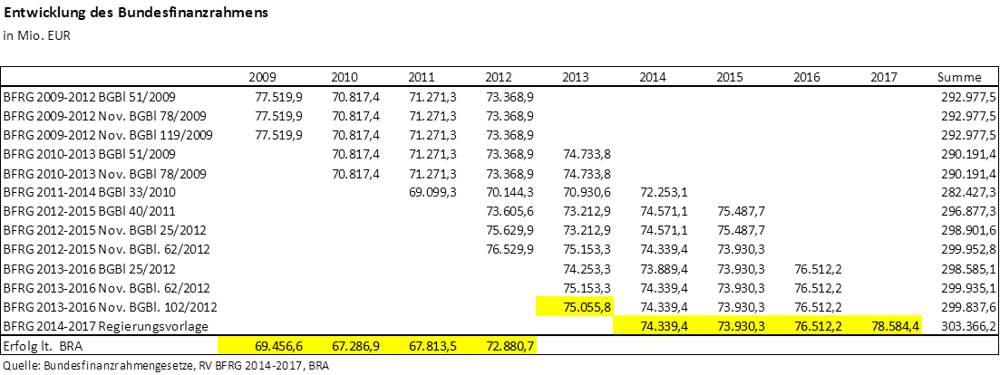 Entwicklung des Bundesfinanzrahmens
in Mio. EUR
2009 2010 2011 2012 2013 2014 2015 2016 2017 Summe
BFRG 2009-2012 BGBl 51/2009 77.519,9 70.817,4 71.271,3 73.368,9 292.977,5
BFRG 2009-2012 Nov. BGBl 78/2009 77.519,9 70.817,4 71.271,3 73.368,9 292.977,5
BFRG 2009-2012 Nov. BGBl 119/2009 77.519,9 70.817,4 71.271,3 73.368,9 292.977,5
BFRG 2010-2013 BGBl 51/2009 70.817,4 71.271,3 73.368,9 74.733,8 290.191,4
BFRG 2010-2013 Nov. BGBl 78/2009 70.817,4 71.271,3 73.368,9 74.733,8 290.191,4
BFRG 2011-2014 BGBl 33/2010 69.099,3 70.144,3 70.930,6 72.253,1 282.427,3
BFRG 2012-2015 BGBl 40/2011 73.605,6 73.212,9 74.571,1 75.487,7 296.877,3
BFRG 2012-2015 Nov. BGBl 25/2012 75.629,9 73.212,9 74.571,1 75.487,7 298.901,6
BFRG 2012-2015 Nov. BGBl. 62/2012 76.529,9 75.153,3 74.339,4 73.930,3 299.952,8
BFRG 2013-2016 BGBl 25/2012 74.253,3 73.889,4 73.930,3 76.512,2 298.585,1
BFRG 2013-2016 Nov. BGBl. 62/2012 75.153,3 74.339,4 73.930,3 76.512,2 299.935,1
BFRG 2013-2016 Nov. BGBl. 102/2012 75.055,8 74.339,4 73.930,3 76.512,2 299.837,6
BFRG 2014-2017 Regierungsvorlage 74.339,4 73.930,3 76.512,2 78.584,4 303.366,2
Erfolg lt. BRA 69.456,6 67.286,9 67.813,5 72.880,7
Quelle: Bundesfinanzrahmengesetze, RV BFRG 2014-2017, BRA